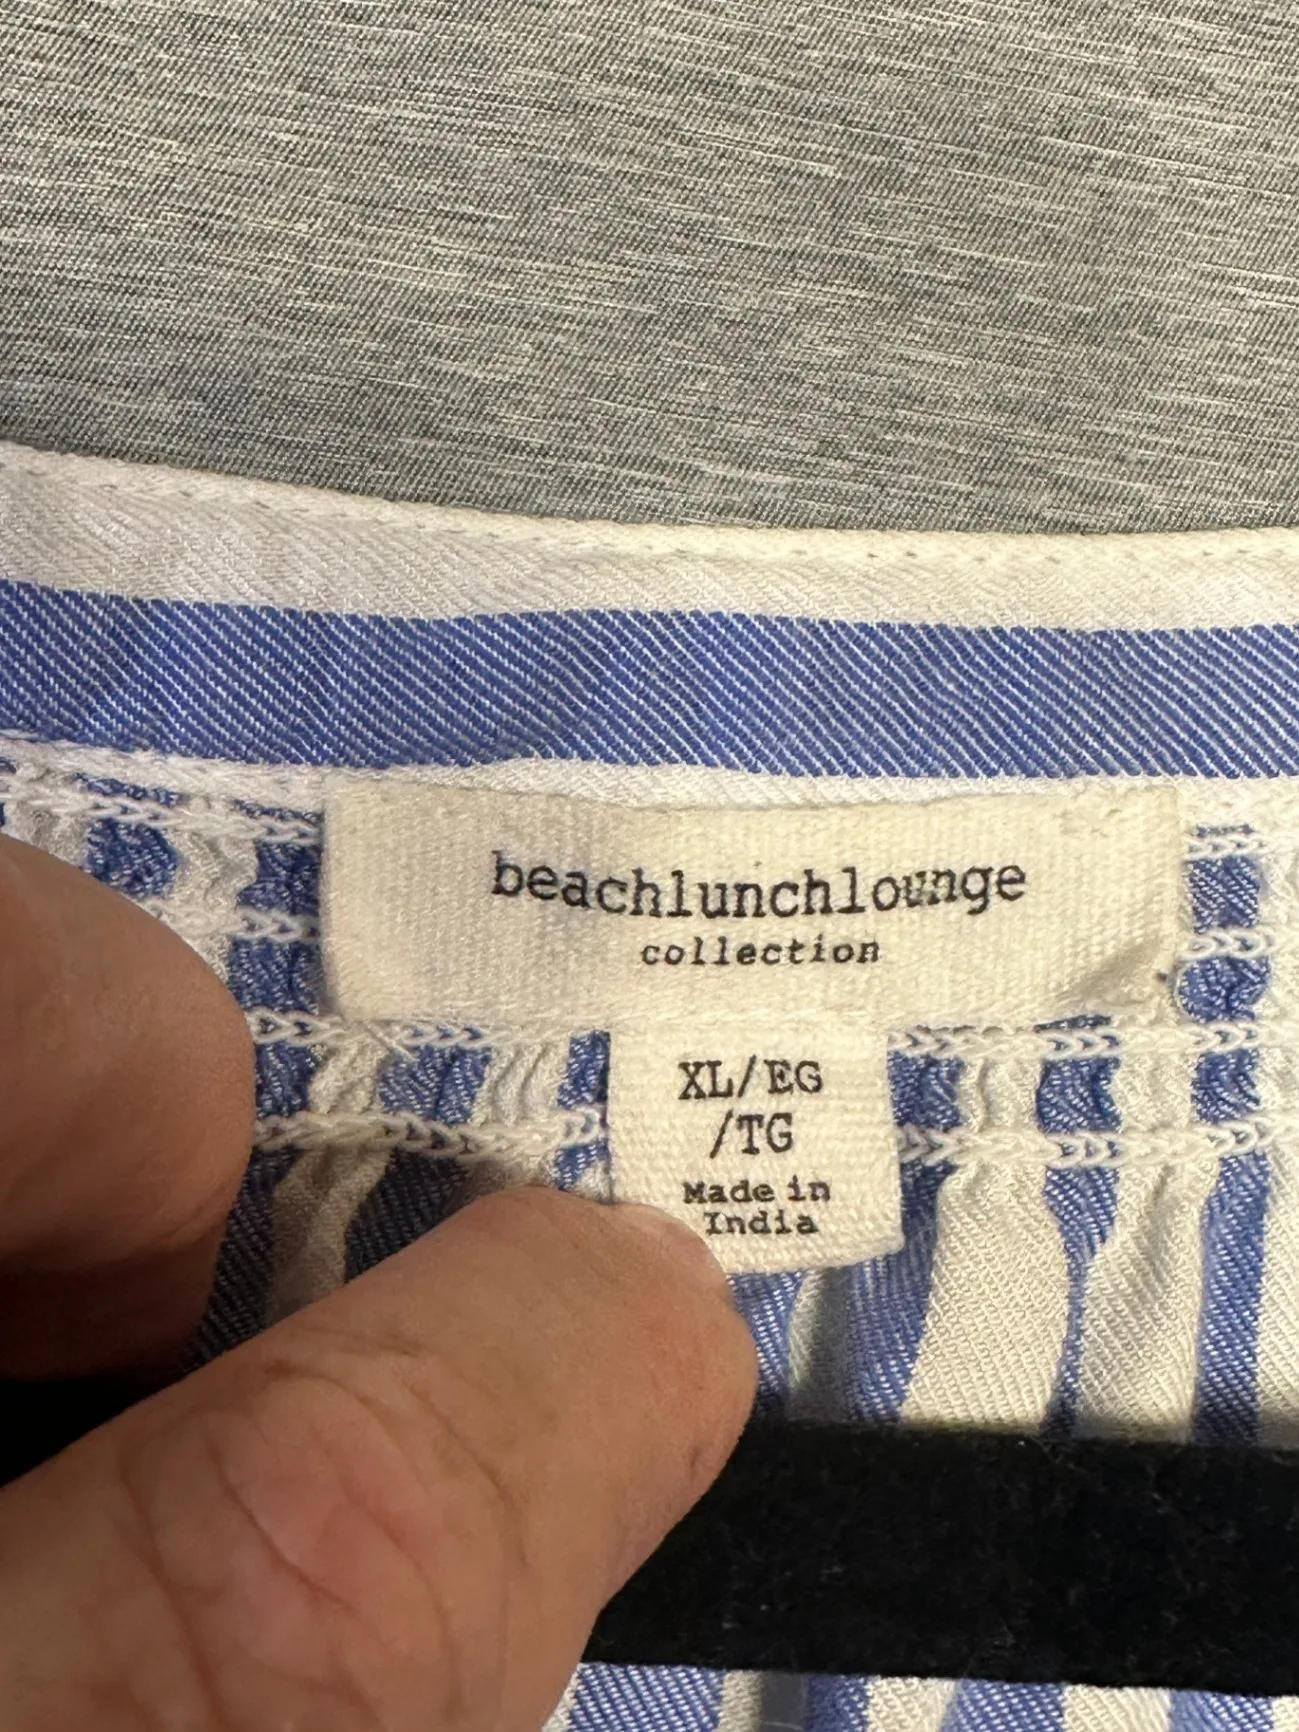 beachlunchlounge
collection
XL/EG
/TG
Made in
India